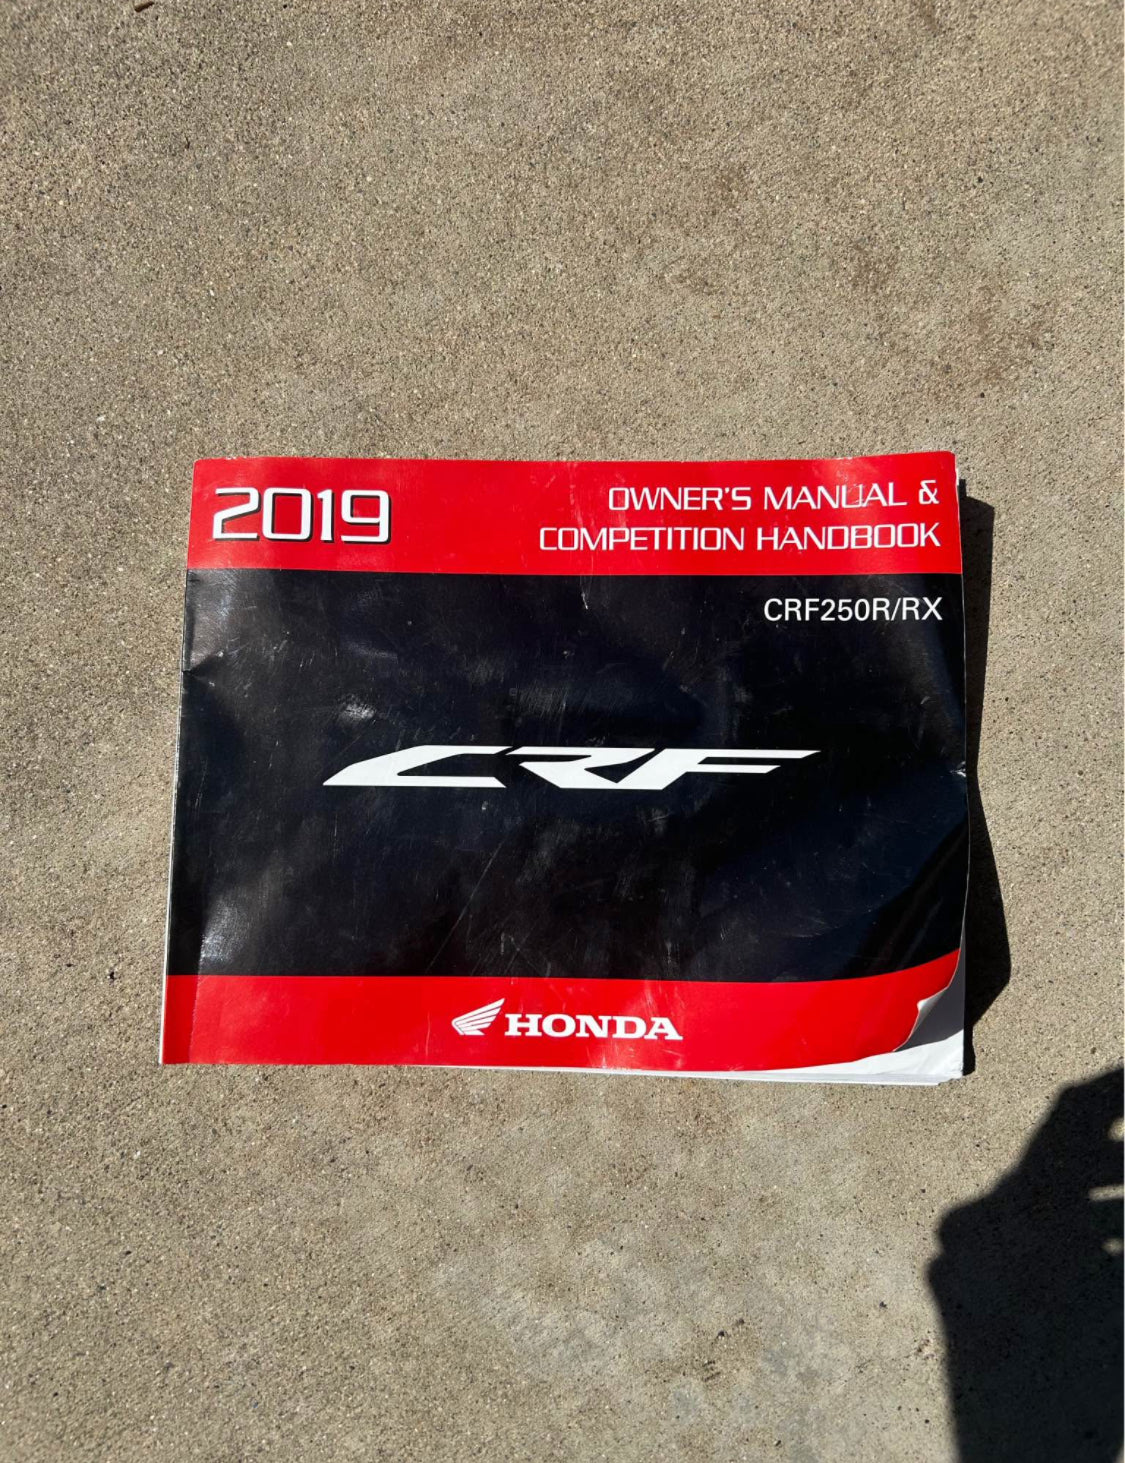 2019
OWNER'S MANUAL &
COMPETITION HANDBOOK
CRF250R/RX
CRF
HONDA